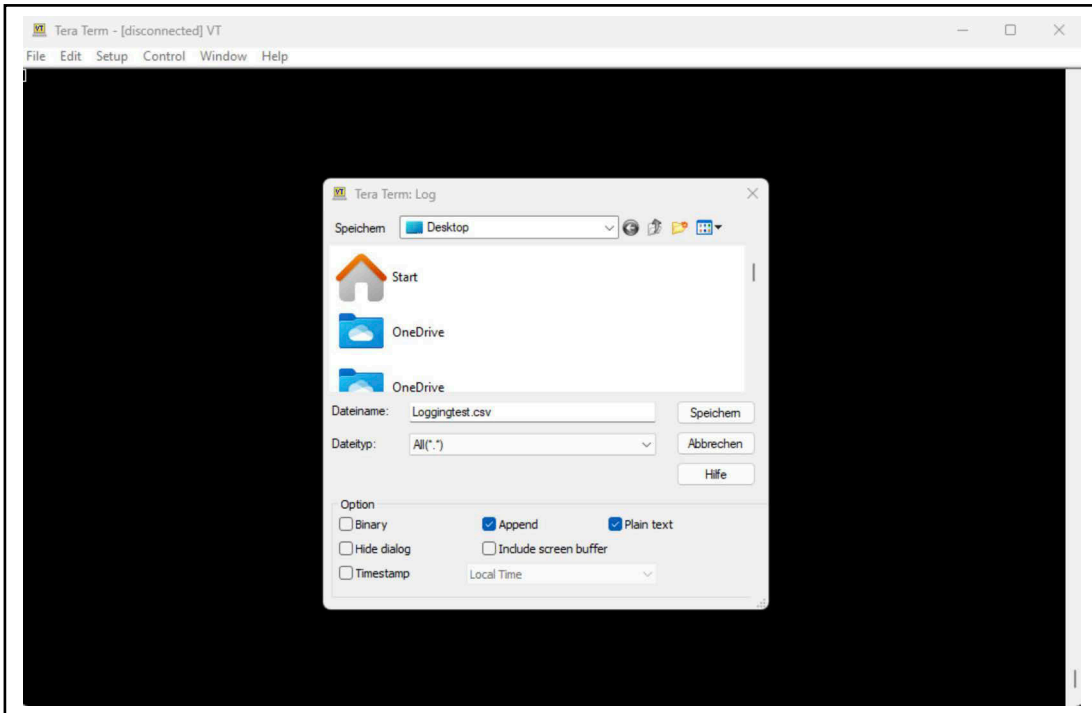 VT Tera Term - [disconnected] VT
File Edit Setup Control Window Help
VT Tera Term: Log
Speichern Desktop
Start
OneDrive
OneDrive
Dateiname: Loggingtest.csv Speichern
Dateityp: All(*.*) Abbrechen
Hilfe
Option
Binary Append Plain text
Hide dialog Include screen buffer
Timestamp Local Time